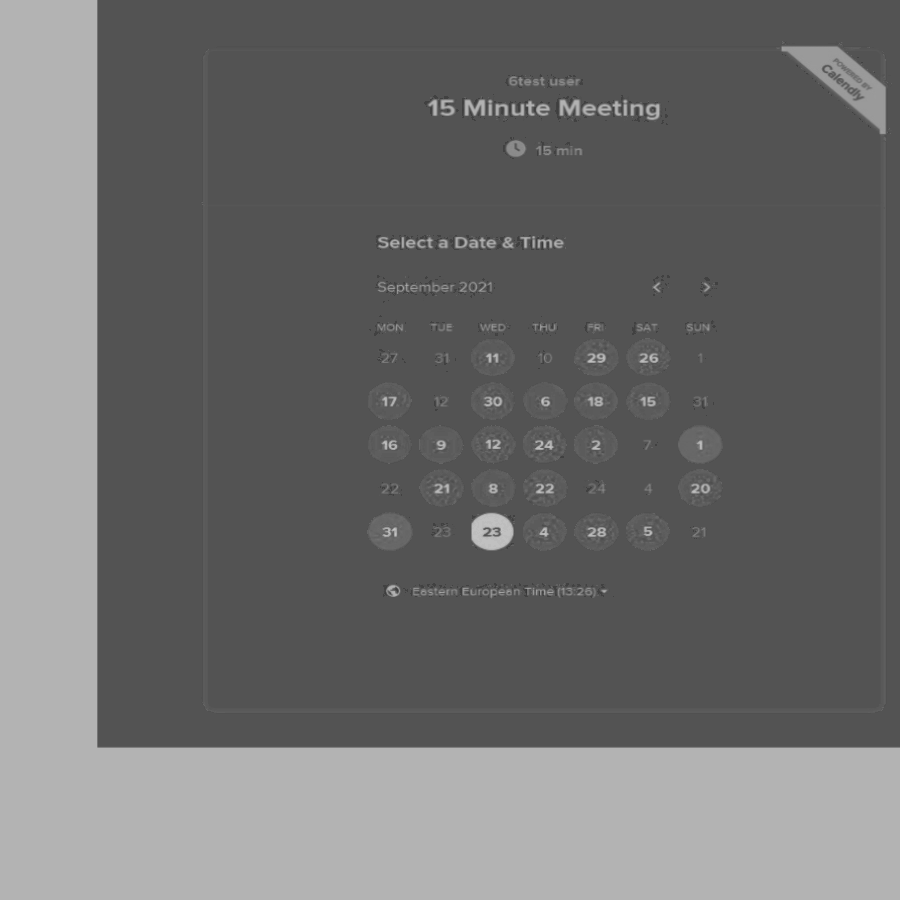 POWERED BY
Calendly
6test user
15 Minute Meeting
15 min
Select a Date & Time
September 2021
MON TUE WED THU FRI SAT SUN
27 31 11 10 29 26 1
17 12 30 6 18 15 31
16 9 12 24 2 7 1
22 21 8 22 24 4 20
31 23 23 4 28 5 21
Eastern European Time (13:26)